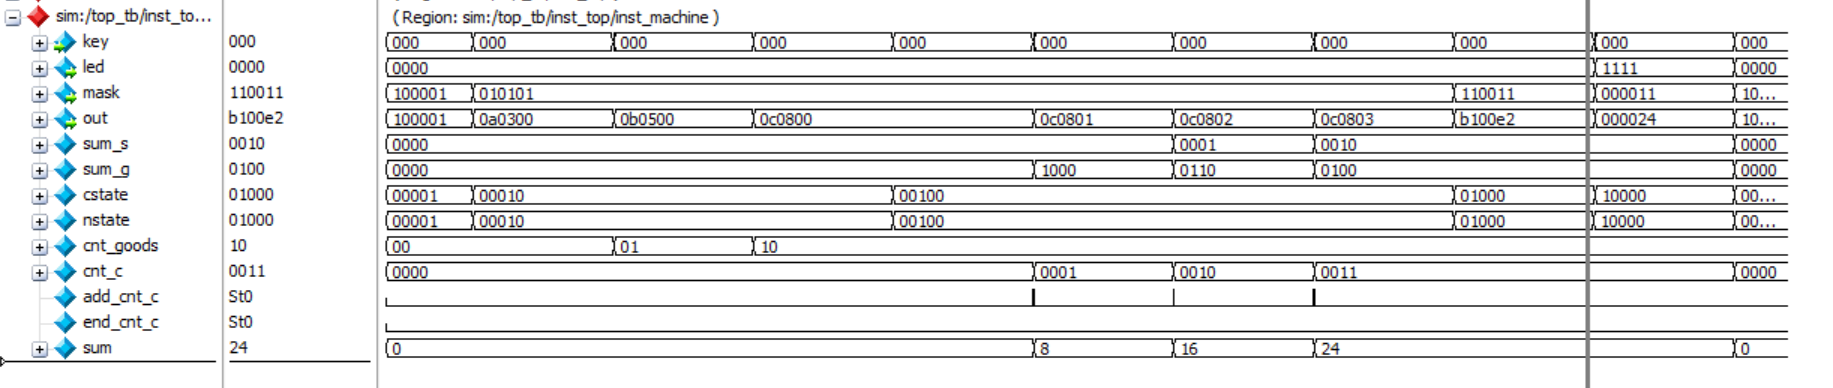 sim:/top_tb/inst_to... ( Region: sim:/top_tb/inst_top/inst_machine )
key 000 000 000 000 000 000 000 000 000 000 000 000
led 0000 0000 1111 0000
mask 110011 100001 010101 110011 000011 10...
out b100e2 100001 0a0300 0b0500 0c0800 0c0801 0c0802 0c0803 b100e2 000024 10...
sum_s 0010 0000 0001 0010 0000
sum_g 0100 0000 1000 0110 0100 0000
cstate 01000 00001 00010 00100 01000 10000 00...
nstate 01000 00001 00010 00100 01000 10000 00...
cnt_goods 10 00 01 10
cnt_c 0011 0000 0001 0010 0011 0000
add_cnt_c St0
end_cnt_c St0
sum 24 0 8 16 24 0